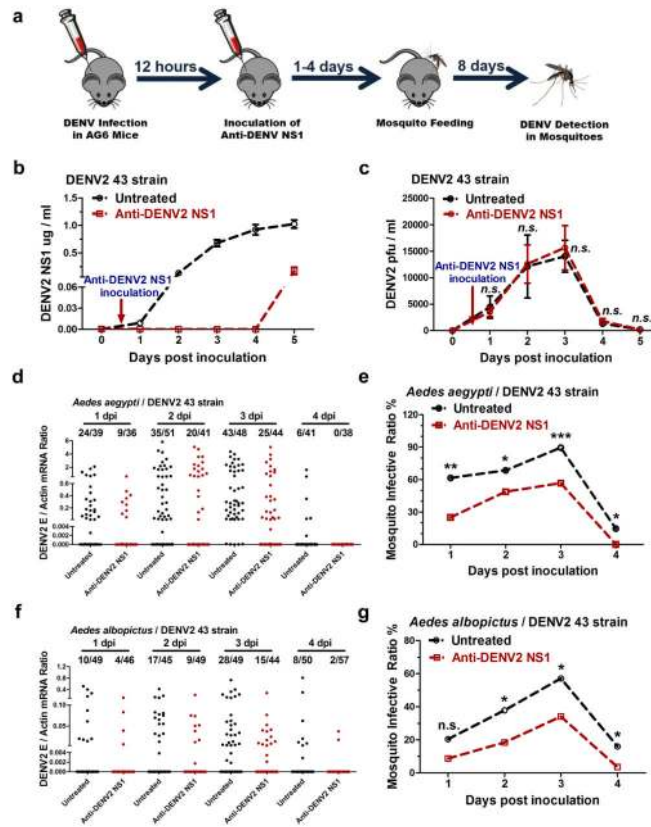 a
12 hours
1-4 days
8 days
DENV Infection
in AG6 Mice
Inoculation of
Anti-DENV NS1
Mosquito Feeding
DENV Detection
in Mosquitoes
b
DENV2 43 strain
Untreated
Anti-DENV2 NS1
DENV2 NS1 ug / ml
1.0
0.5
0.06
0.03
0.00
Anti-DENV2 NS1
inoculation
0 1 2 3 4 5
Days post inoculation
c
DENV2 43 strain
Untreated
Anti-DENV2 NS1
DENV2 pfu / ml
25000
20000
15000
10000
5000
0
Anti-DENV2 NS1
inoculation
n.s.
n.s.
n.s.
n.s.
n.s.
0 1 2 3 4 5
Days post inoculation
d
Aedes aegypti / DENV2 43 strain
1 dpi 2 dpi 3 dpi 4 dpi
24/39 9/36 35/51 20/41 43/48 25/44 6/41 0/38
DENV2 E / Actin mRNA Ratio
6
4
2
0.4
0.2
0.004
0.002
0.000
Untreated
Anti-DENV2 NS1
Untreated
Anti-DENV2 NS1
Untreated
Anti-DENV2 NS1
Untreated
Anti-DENV2 NS1
e
Aedes aegypti / DENV2 43 strain
Untreated
Anti-DENV2 NS1
Mosquito Infective Ratio %
120
90
60
30
0
** * *** *
1 2 3 4
Days post inoculation
f
Aedes albopictus / DENV2 43 strain
1 dpi 2 dpi 3 dpi 4 dpi
10/49 4/46 17/45 9/49 28/49 15/44 8/50 2/57
DENV2 E / Actin mRNA Ratio
0.8
0.4
0.10
0.05
0.004
0.002
0.000
Untreated
Anti-DENV2 NS1
Untreated
Anti-DENV2 NS1
Untreated
Anti-DENV2 NS1
Untreated
Anti-DENV2 NS1
g
Aedes albopictus / DENV2 43 strain
Untreated
Anti-DENV2 NS1
Mosquito Infective Ratio %
80
60
40
20
0
n.s. * * *
1 2 3 4
Days post inoculation